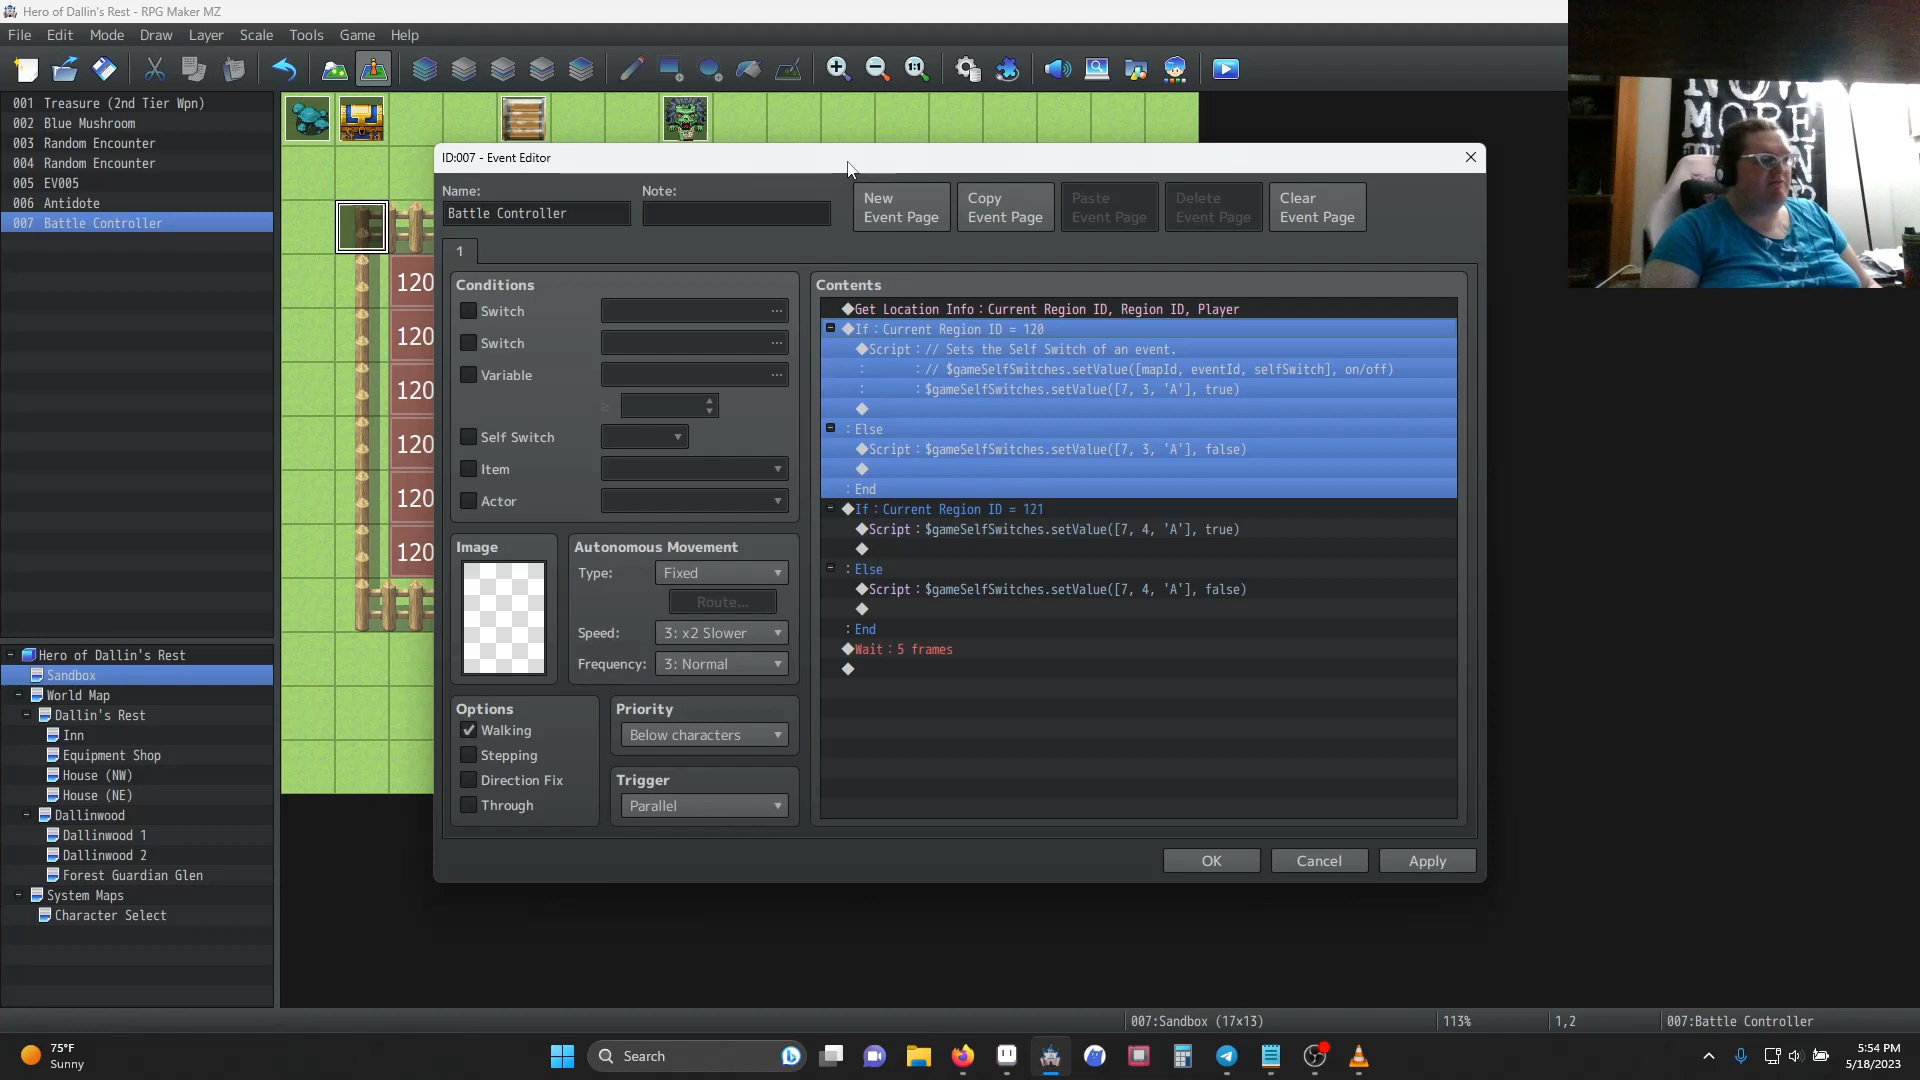 Hero of Dallin's Rest - RPG Maker MZ
File Edit Mode Draw Layer Scale Tools Game Help
001 Treasure (2nd Tier Wpn)
002 Blue Mushroom
003 Random Encounter
004 Random Encounter
005 EV005
006 Antidote
007 Battle Controller
120
120
120
120
120
120
ID:007 - Event Editor
Name:
Battle Controller
Note:
New Event Page
Copy Event Page
Paste Event Page
Delete Event Page
Clear Event Page
1
Conditions
Switch ...
Switch ...
Variable ...
≥
Self Switch
Item
Actor
Image
Autonomous Movement
Type: Fixed
Route...
Speed: 3: x2 Slower
Frequency: 3: Normal
Options
Walking
Stepping
Direction Fix
Through
Priority
Below characters
Trigger
Parallel
Contents
◆Get Location Info : Current Region ID, Region ID, Player
◆If : Current Region ID = 120
◆Script : // Sets the Self Switch of an event.
: : // $gameSelfSwitches.setValue([mapId, eventId, selfSwitch], on/off)
: : $gameSelfSwitches.setValue([7, 3, 'A'], true)
◆
: Else
◆Script : $gameSelfSwitches.setValue([7, 3, 'A'], false)
◆
: End
◆If : Current Region ID = 121
◆Script : $gameSelfSwitches.setValue([7, 4, 'A'], true)
◆
: Else
◆Script : $gameSelfSwitches.setValue([7, 4, 'A'], false)
◆
: End
◆Wait : 5 frames
◆
OK Cancel Apply
Hero of Dallin's Rest
Sandbox
World Map
Dallin's Rest
Inn
Equipment Shop
House (NW)
House (NE)
Dallinwood
Dallinwood 1
Dallinwood 2
Forest Guardian Glen
System Maps
Character Select
007:Sandbox (17x13) 113% 1,2 007:Battle Controller
75°F
Sunny
Search
5:54 PM
5/18/2023
MORE